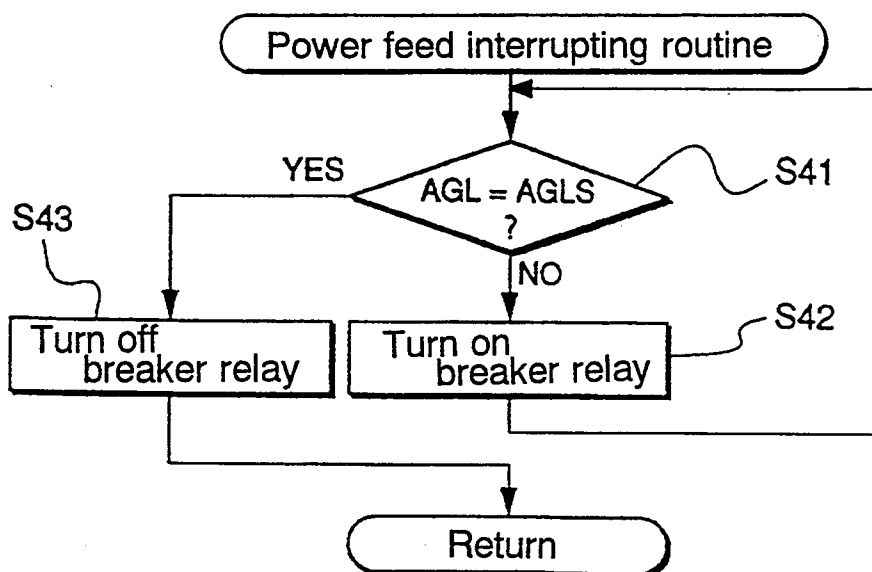 Power feed interrupting routine
YES
AGL = AGLS
?
S41
S43
NO
Turn off
breaker relay
Turn on
breaker relay
S42
Return